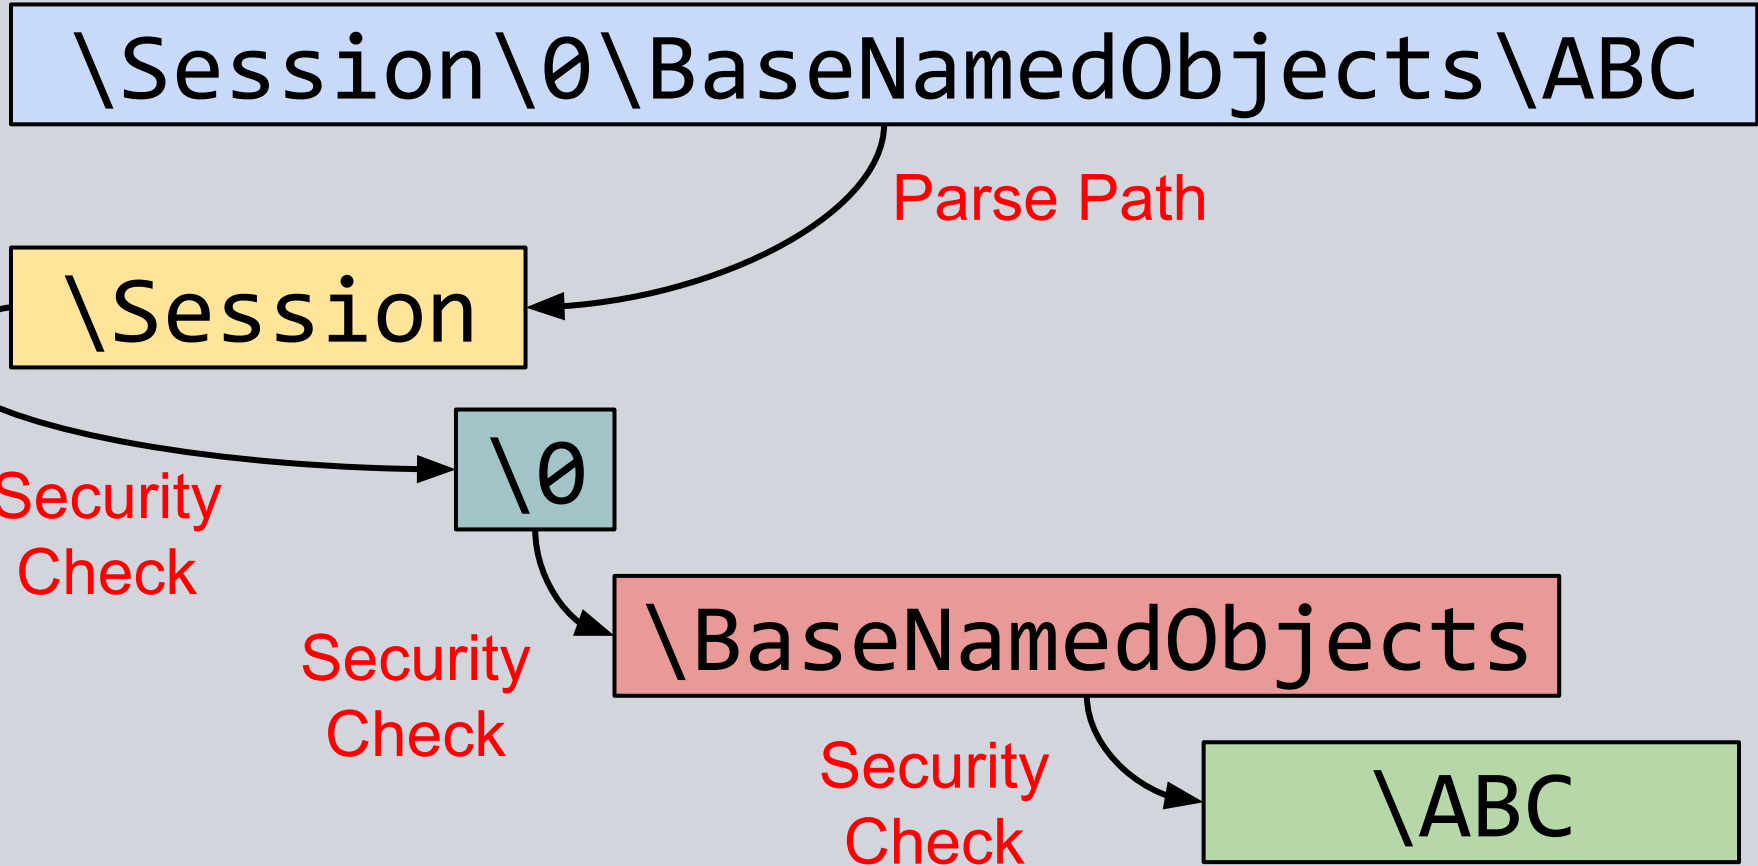 \Session\0\BaseNamedObjects\ABC
Parse Path
\Session
\0
Security
Check
\BaseNamedObjects
Security
Check
\ABC
Security
Check